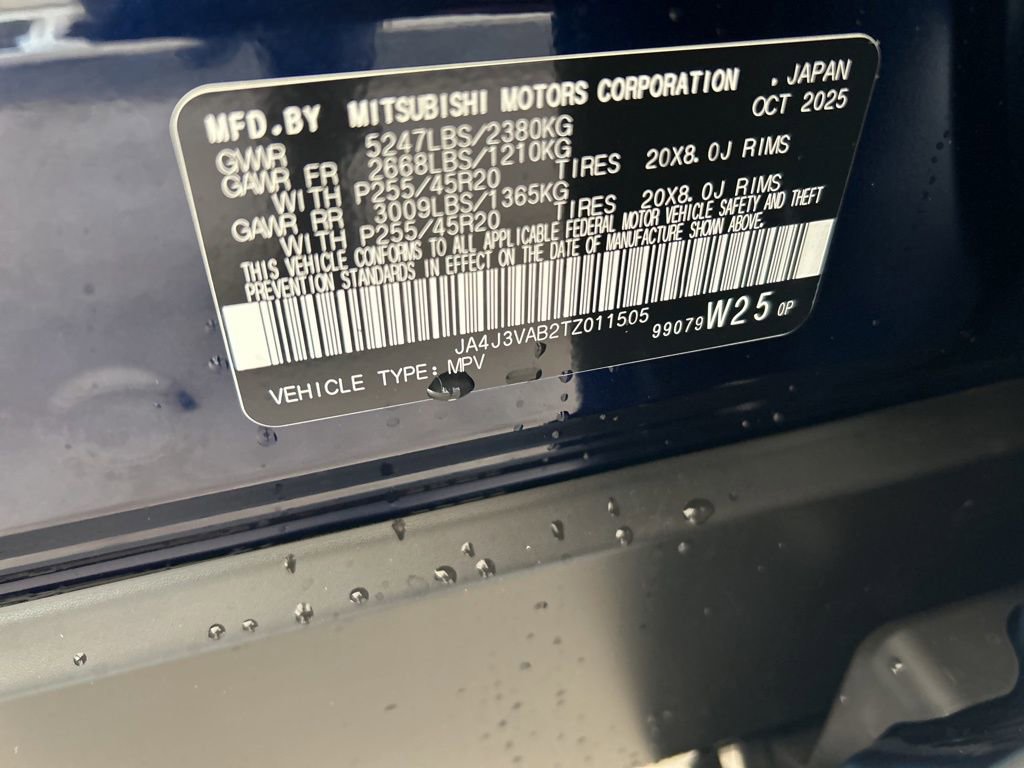 MFD.BY MITSUBISHI MOTORS CORPORATION . JAPAN
OCT 2025
GVWR 5247LBS/2380KG
GAWR FR 2668LBS/1210KG
WITH P255/45R20 TIRES 20X8.0J RIMS
GAWR RR 3009LBS/1365KG
WITH P255/45R20 TIRES 20X8.0J RIMS
THIS VEHICLE CONFORMS TO ALL APPLICABLE FEDERAL MOTOR VEHICLE SAFETY AND THEFT
PREVENTION STANDARDS IN EFFECT ON THE DATE OF MANUFACTURE SHOWN ABOVE.
JA4J3VAB2TZ011505 99079 W25 0P
VEHICLE TYPE: MPV